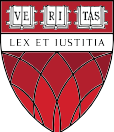 VE RI TAS
LEX ET IUSTITIA